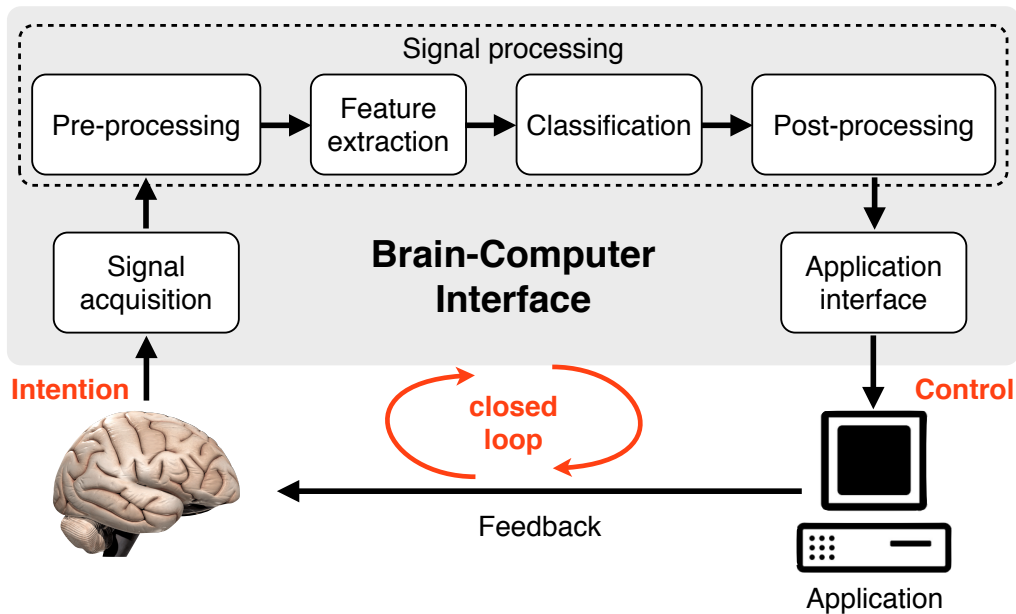 Signal processing
Pre-processing
Feature
extraction
Classification
Post-processing
Signal
acquisition
Brain-Computer
Interface
Application
interface
Intention
closed
loop
Control
Feedback
Application